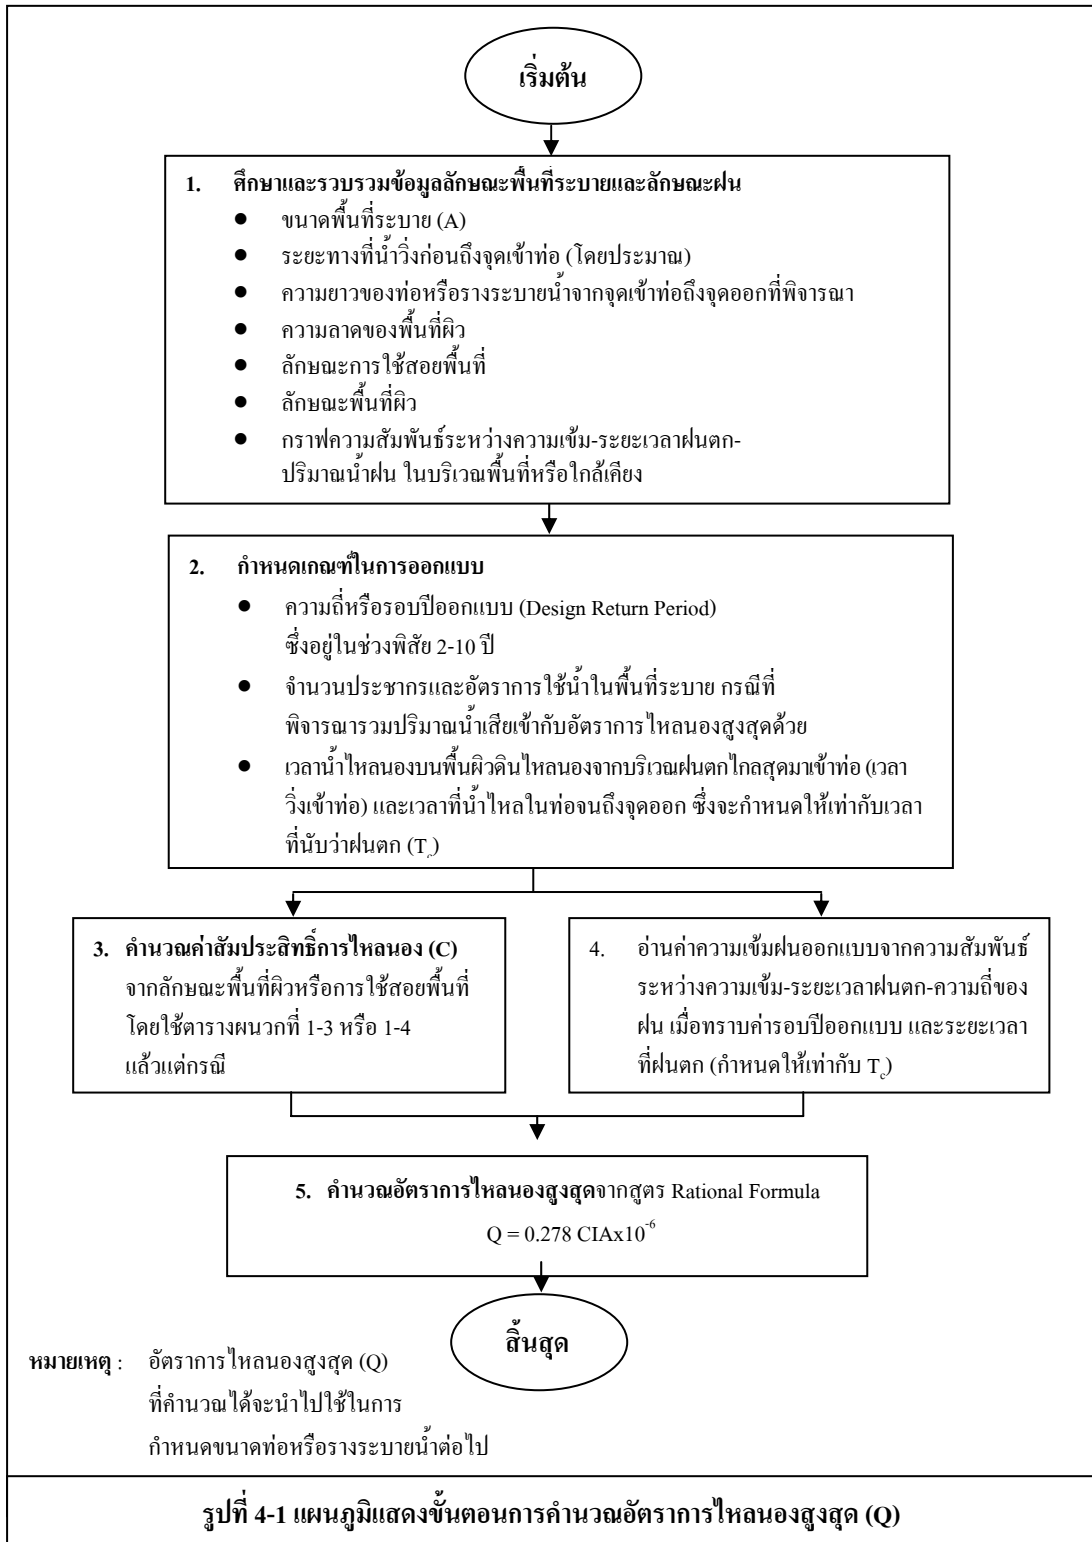 เริ่มต้น
1. ศึกษาและรวบรวมข้อมูลลักษณะพื้นที่ระบายและลักษณะฝน
● ขนาดพื้นที่ระบาย (A)
● ระยะทางที่น้ำวิ่งก่อนถึงจุดเข้าท่อ (โดยประมาณ)
● ความยาวของท่อหรือรางระบายน้ำจากจุดเข้าท่อถึงจุดออกที่พิจารณา
● ความลาดของพื้นที่ผิว
● ลักษณะการใช้สอยพื้นที่
● ลักษณะพื้นที่ผิว
● กราฟความสัมพันธ์ระหว่างความเข้ม-ระยะเวลาฝนตก-
ปริมาณน้ำฝน ในบริเวณพื้นที่หรือใกล้เคียง
2. กำหนดเกณฑ์ในการออกแบบ
● ความถี่หรือรอบปีออกแบบ (Design Return Period)
ซึ่งอยู่ในช่วงพิสัย 2-10 ปี
● จำนวนประชากรและอัตราการใช้น้ำในพื้นที่ระบาย กรณีที่
พิจารณารวมปริมาณน้ำเสียเข้ากับอัตราการไหลนองสูงสุดด้วย
● เวลาน้ำไหลนองบนพื้นผิวดินไหลนองจากบริเวณฝนตกไกลสุดมาเข้าท่อ (เวลา
วิ่งเข้าท่อ) และเวลาที่น้ำไหลในท่อจนถึงจุดออก ซึ่งจะกำหนดให้เท่ากับเวลา
ที่นับว่าฝนตก (Tc)
3. คำนวณค่าสัมประสิทธิ์การไหลนอง (C)
จากลักษณะพื้นที่ผิวหรือการใช้สอยพื้นที่
โดยใช้ตารางผนวกที่ 1-3 หรือ 1-4
แล้วแต่กรณี
4. อ่านค่าความเข้มฝนออกแบบจากความสัมพันธ์
ระหว่างความเข้ม-ระยะเวลาฝนตก-ความถี่ของ
ฝน เมื่อทราบค่ารอบปีออกแบบ และระยะเวลา
ที่ฝนตก (กำหนดให้เท่ากับ Tc)
5. คำนวณอัตราการไหลนองสูงสุดจากสูตร Rational Formula
Q = 0.278 CIAx10⁻⁶
สิ้นสุด
หมายเหตุ : อัตราการไหลนองสูงสุด (Q)
ที่คำนวณได้จะนำไปใช้ในการ
กำหนดขนาดท่อหรือรางระบายน้ำต่อไป
รูปที่ 4-1 แผนภูมิแสดงขั้นตอนการคำนวณอัตราการไหลนองสูงสุด (Q)